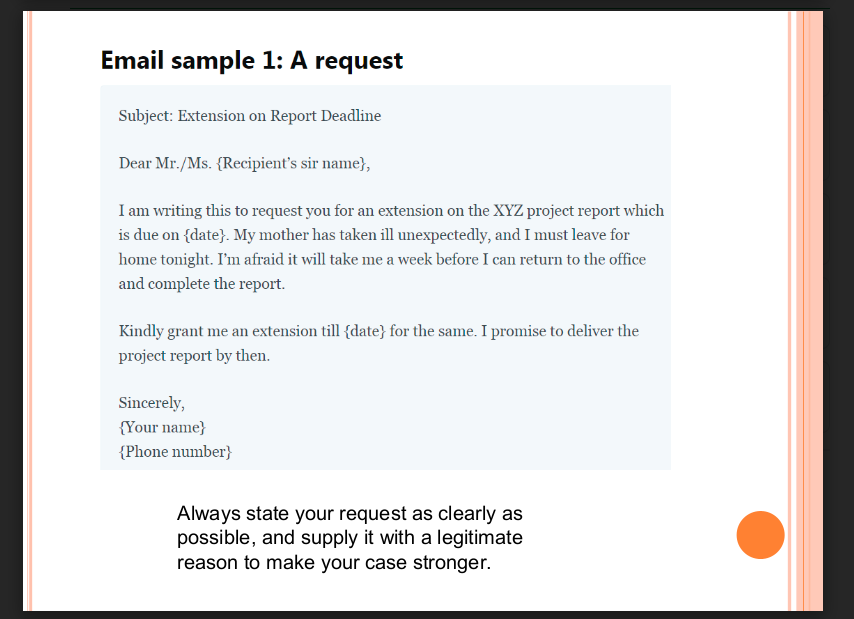 Email sample 1: A request
Subject: Extension on Report Deadline
Dear Mr./Ms. {Recipient’s sir name},
I am writing this to request you for an extension on the XYZ project report which
is due on {date}. My mother has taken ill unexpectedly, and I must leave for
home tonight. I’m afraid it will take me a week before I can return to the office
and complete the report.
Kindly grant me an extension till {date} for the same. I promise to deliver the
project report by then.
Sincerely,
{Your name}
{Phone number}
Always state your request as clearly as
possible, and supply it with a legitimate
reason to make your case stronger.